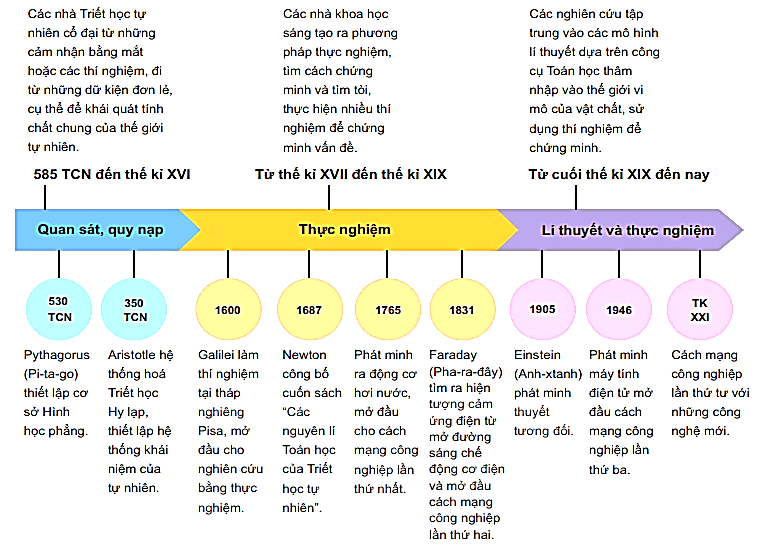 Các nhà Triết học tự
nhiên cổ đại từ những
cảm nhận bằng mắt
hoặc các thí nghiệm, đi
từ những dữ kiện đơn lẻ,
cụ thể để khái quát tính
chất chung của thế giới
tự nhiên.
Các nhà khoa học
sáng tạo ra phương
pháp thực nghiệm,
tìm cách chứng
minh và tìm tòi,
thực hiện nhiều thí
nghiệm để chứng
minh vấn đề.
Các nghiên cứu tập
trung vào các mô hình
lí thuyết dựa trên công
cụ Toán học thâm
nhập vào thế giới vi
mô của vật chất, sử
dụng thí nghiệm để
chứng minh.
585 TCN đến thế kỉ XVI
Từ thế kỉ XVII đến thế kỉ XIX
Từ cuối thế kỉ XIX đến nay
Quan sát, quy nạp
Thực nghiệm
Lí thuyết và thực nghiệm
530
TCN
350
TCN
1600
1687
1765
1831
1905
1946
TK
XXI
Pythagorus
(Pi-ta-go)
thiết lập cơ
sở Hình
học phẳng.
Aristotle hệ
thống hoá
Triết học
Hy lạp,
thiết lập hệ
thống khái
niệm của
tự nhiên.
Galilei làm
thí nghiệm
tại tháp
nghiêng
Pisa, mở
đầu cho
nghiên cứu
bằng thực
nghiệm.
Newton
công bố
cuốn sách
“Các
nguyên lí
Toán học
của Triết
học tự
nhiên”.
Phát minh
ra động cơ
hơi nước,
mở đầu
cho cách
mạng công
nghiệp lần
thứ nhất.
Faraday
(Pha-ra-đây)
tìm ra hiện
tượng cảm
ứng điện từ
mở đường
sáng chế
động cơ điện
và mở đầu
cách mạng
công nghiệp
lần thứ hai.
Einstein
(Anh-xtanh)
phát minh
thuyết
tương đối.
Phát minh
máy tính
điện tử mở
đầu cách
mạng công
nghiệp lần
thứ ba.
Cách mạng
công nghiệp
lần thứ tư với
những công
nghệ mới.